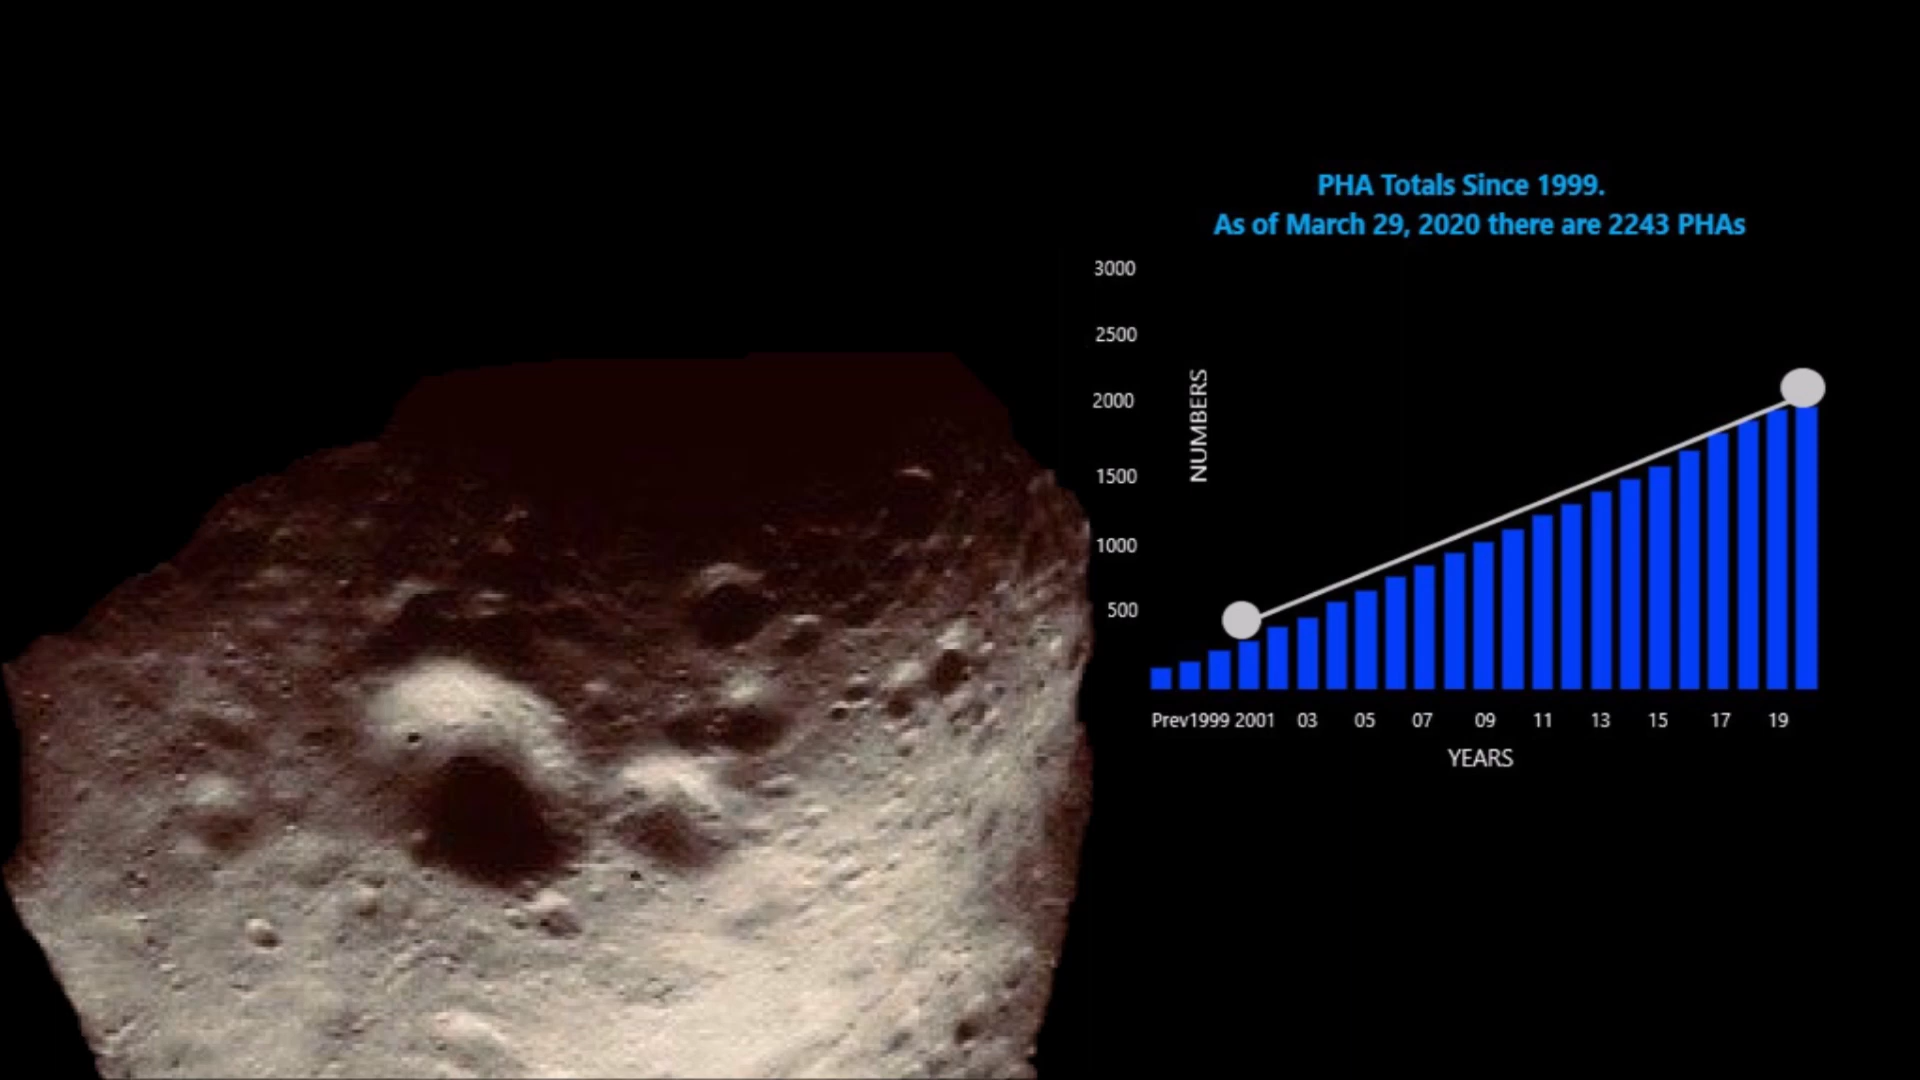 PHA Totals Since 1999.
As of March 29, 2020 there are 2243 PHAs
3000
2500
2000
1500
1000
500
NUMBERS
Prev1999 2001 03 05 07 09 11 13 15 17 19
YEARS